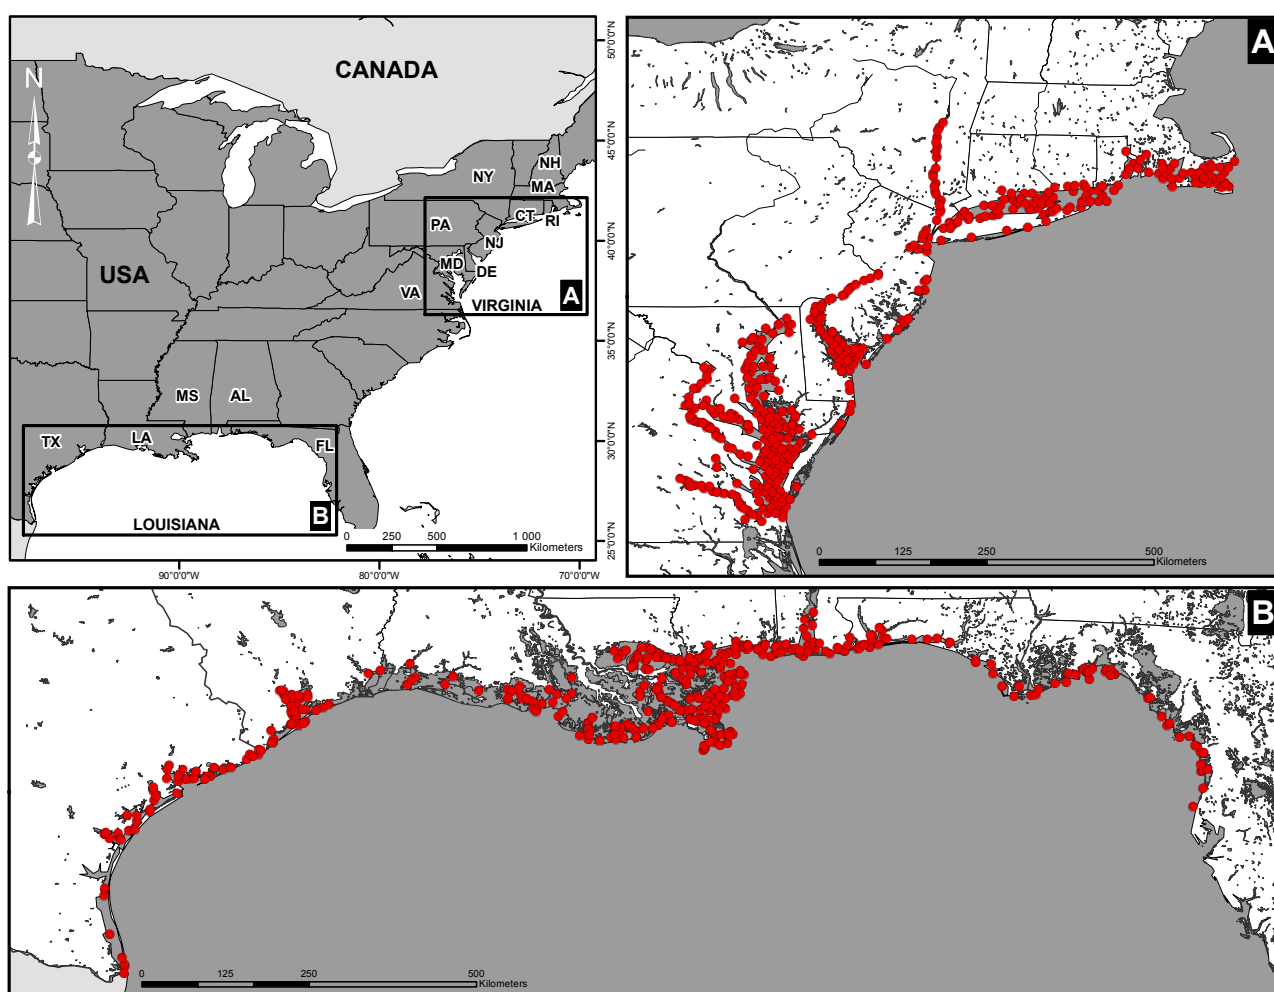 CANADA
N
NH
NY
MA
CT
RI
PA
NJ
USA
MD
DE
VA
VIRGINIA
A
MS
AL
TX
LA
FL
LOUISIANA
B
0 250 500 1 000
Kilometers
90°0'0"W 80°0'0"W 70°0'0"W
50°0'0"N
45°0'0"N
40°0'0"N
35°0'0"N
30°0'0"N
25°0'0"N
A
0 125 250 500
Kilometers
B
0 125 250 500
Kilometers